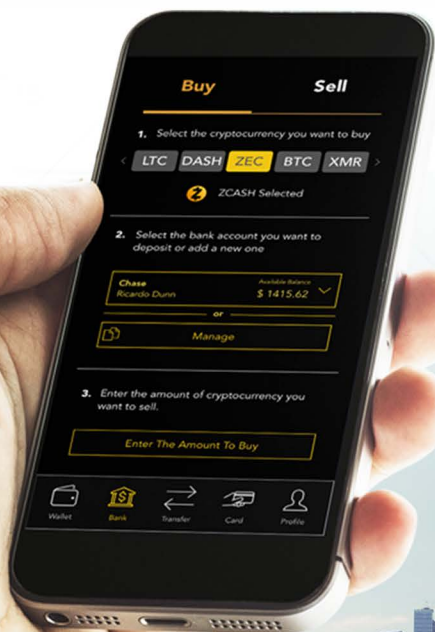 Buy Sell
1. Select the cryptocurrency you want to buy
< LTC DASH ZEC BTC XMR >
ZCASH Selected
2. Select the bank account you want to
deposit or add a new one
Chase Available Balance
Ricardo Dunn $ 1415.62
or
Manage
3. Enter the amount of cryptocurrency you
want to sell.
Enter The Amount To Buy
Wallet Bank Transfer Card Profile